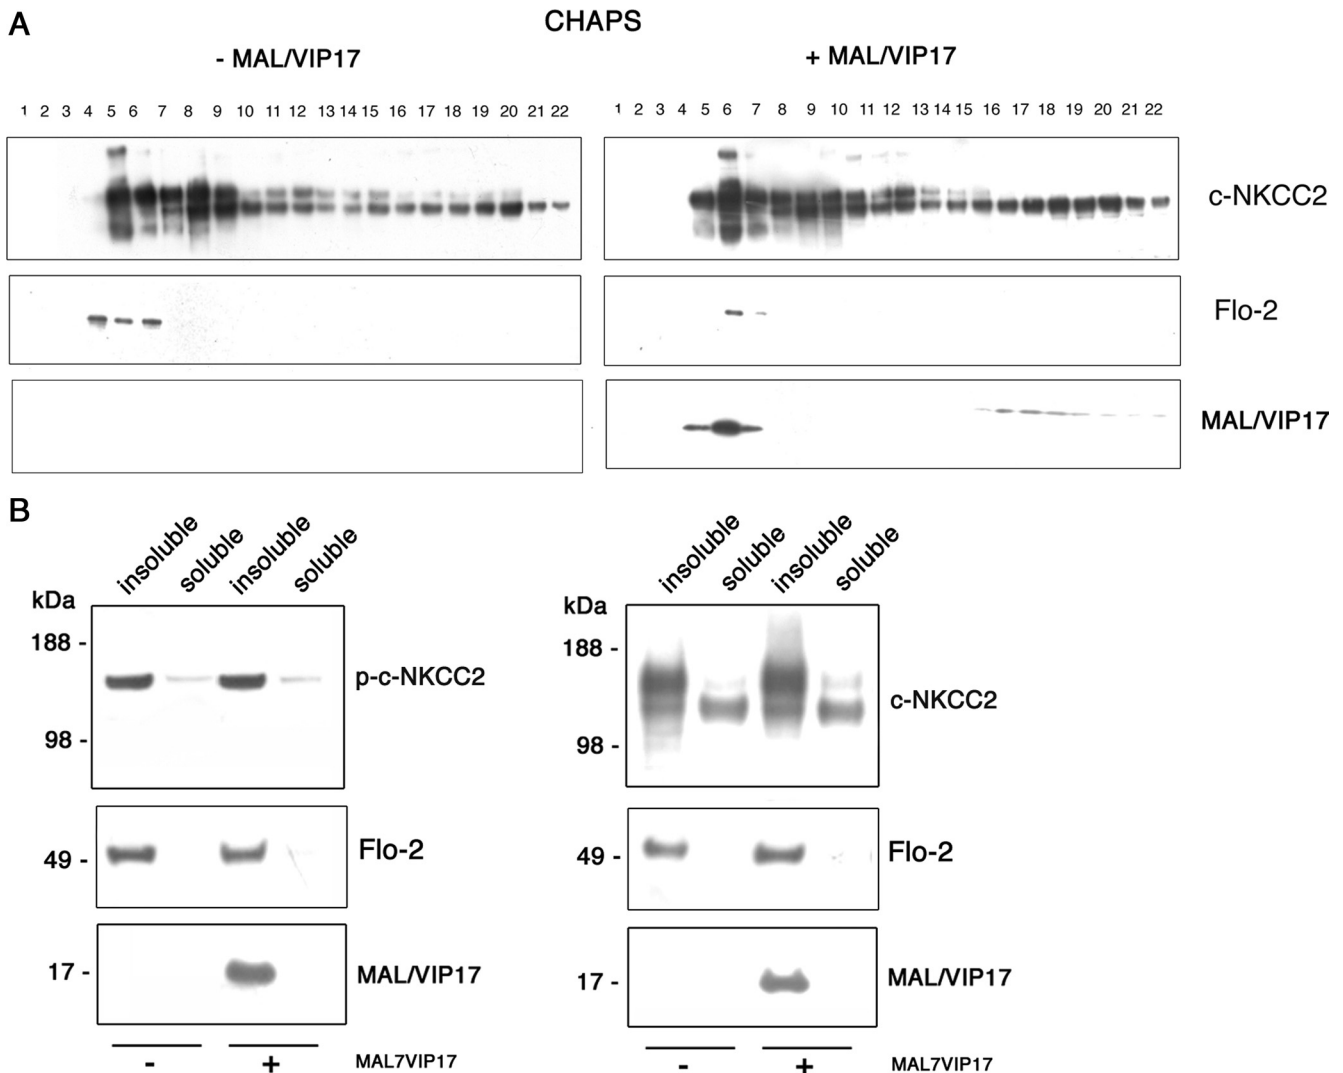 A
CHAPS
- MAL/VIP17
+ MAL/VIP17
1 2 3 4 5 6 7 8 9 10 11 12 13 14 15 16 17 18 19 20 21 22
1 2 3 4 5 6 7 8 9 10 11 12 13 14 15 16 17 18 19 20 21 22
c-NKCC2
Flo-2
MAL/VIP17
B
insoluble
soluble
insoluble
soluble
kDa
188 -
p-c-NKCC2
98 -
49 -
Flo-2
17 -
MAL/VIP17
- +
MAL7VIP17
insoluble
soluble
insoluble
soluble
kDa
188 -
c-NKCC2
98 -
49 -
Flo-2
17 -
MAL/VIP17
- +
MAL7VIP17